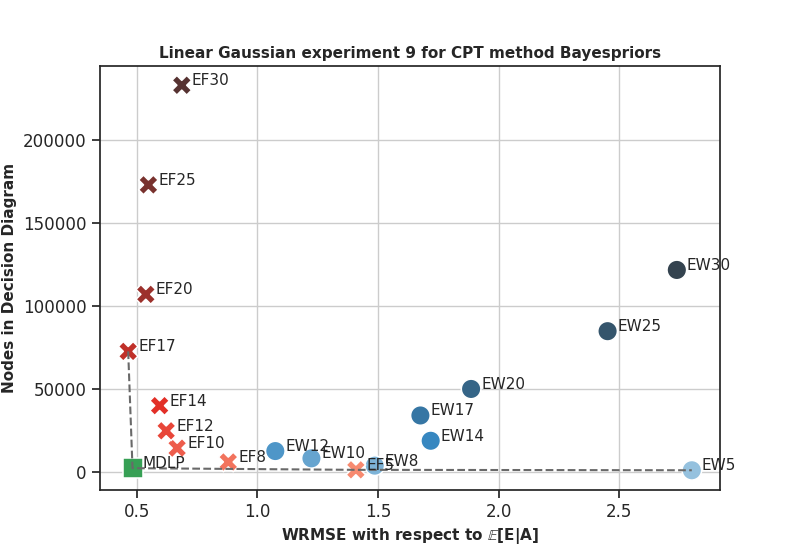 Linear Gaussian experiment 9 for CPT method Bayespriors
Nodes in Decision Diagram
200000
150000
100000
50000
0
EF30
EF25
EF20
EF17
EF14
EF12
EF10
EF8
MDLP
EF5
EW12
EW10
EW8
EW14
EW17
EW20
EW25
EW30
EW5
0.5
1.0
1.5
2.0
2.5
WRMSE with respect to 𝔼[E|A]